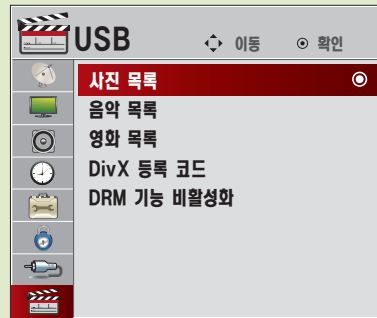 USB 이동 확인
사진 목록
음악 목록
영화 목록
DivX 등록 코드
DRM 기능 비활성화